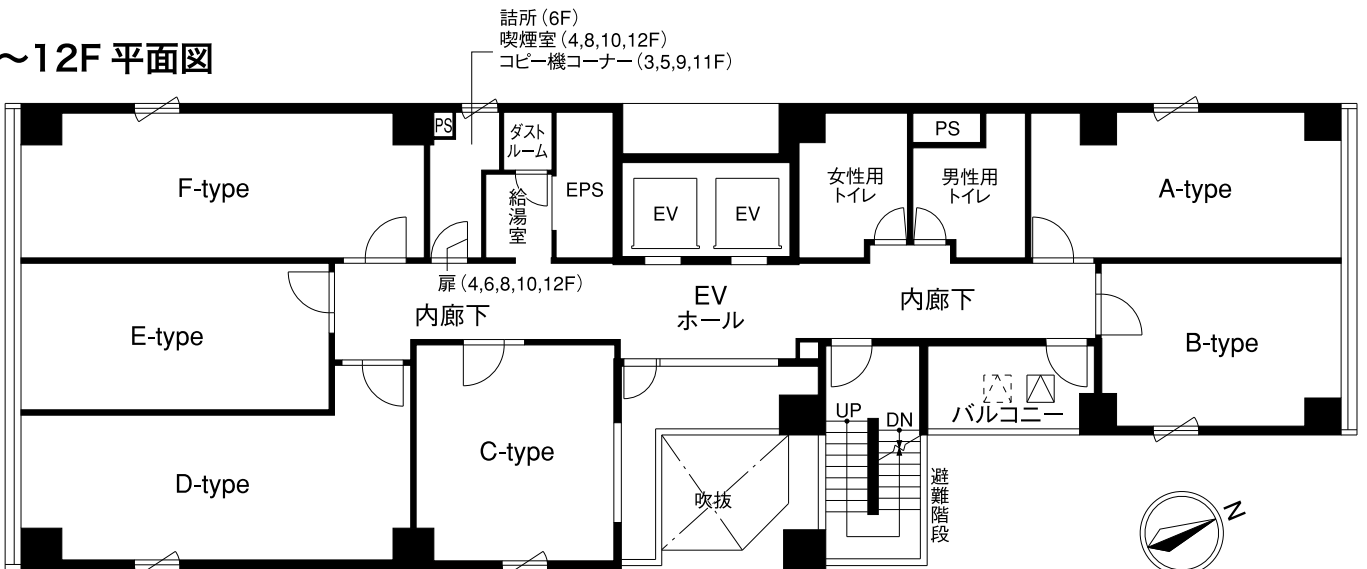 詰所(6F)
喫煙室(4,8,10,12F)
コピー機コーナー(3,5,9,11F)
〜12F 平面図
PS
ダスト
ルーム
EPS
給湯室
EV
EV
女性用
トイレ
PS
男性用
トイレ
F-type
A-type
扉(4,6,8,10,12F)
内廊下
EV
ホール
内廊下
E-type
B-type
UP
DN
バルコニー
C-type
D-type
吹抜
避難階段
N